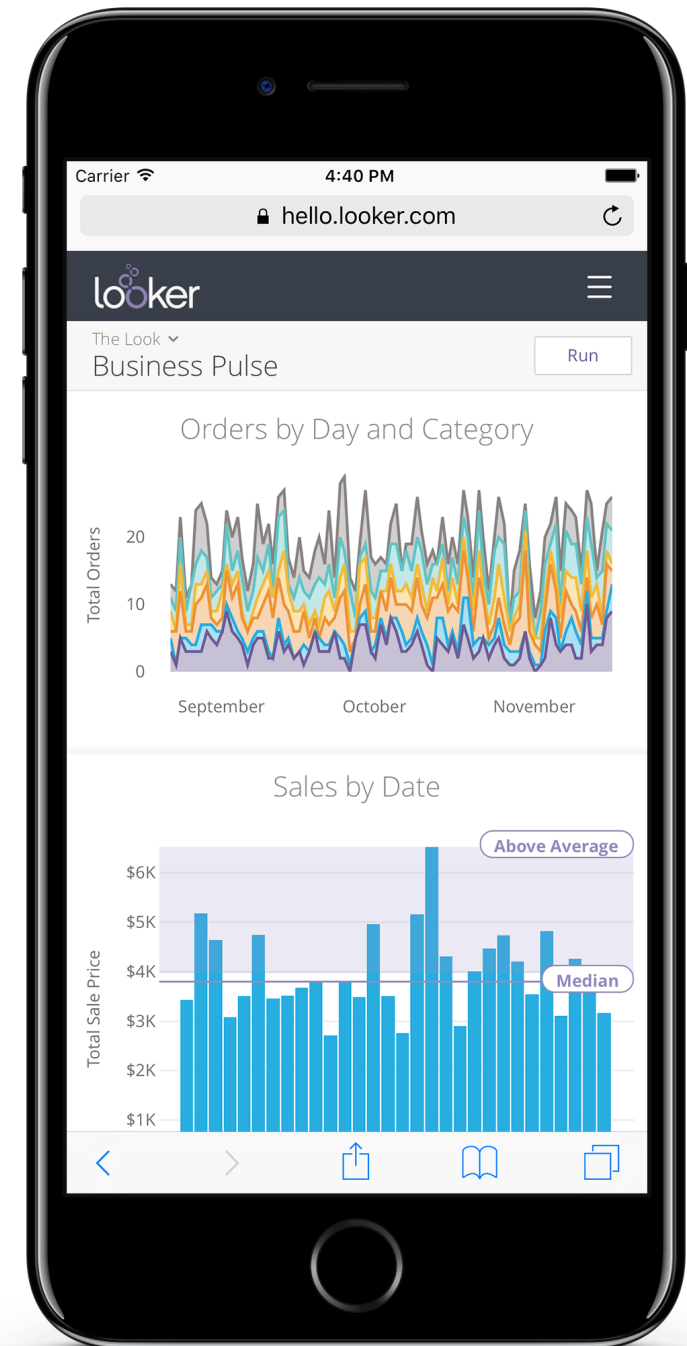 Carrier 4:40 PM
hello.looker.com
looker
The Look
Business Pulse
Run
Orders by Day and Category
Total Orders
20
10
0
September October November
Sales by Date
Total Sale Price
Above Average
$6K
$5K
$4K
Median
$3K
$2K
$1K